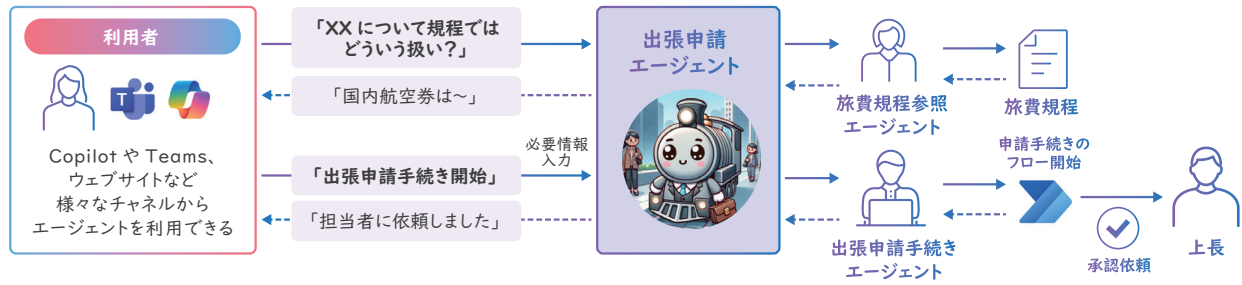 利用者
T
Copilot や Teams、
ウェブサイトなど
様々なチャネルから
エージェントを利用できる
「XX について規程では
どういう扱い？」
「国内航空券は～」
必要情報
入力
「出張申請手続き開始」
「担当者に依頼しました」
出張申請
エージェント
旅費規程参照
エージェント
旅費規程
出張申請手続き
エージェント
申請手続きの
フロー開始
承認依頼
上長